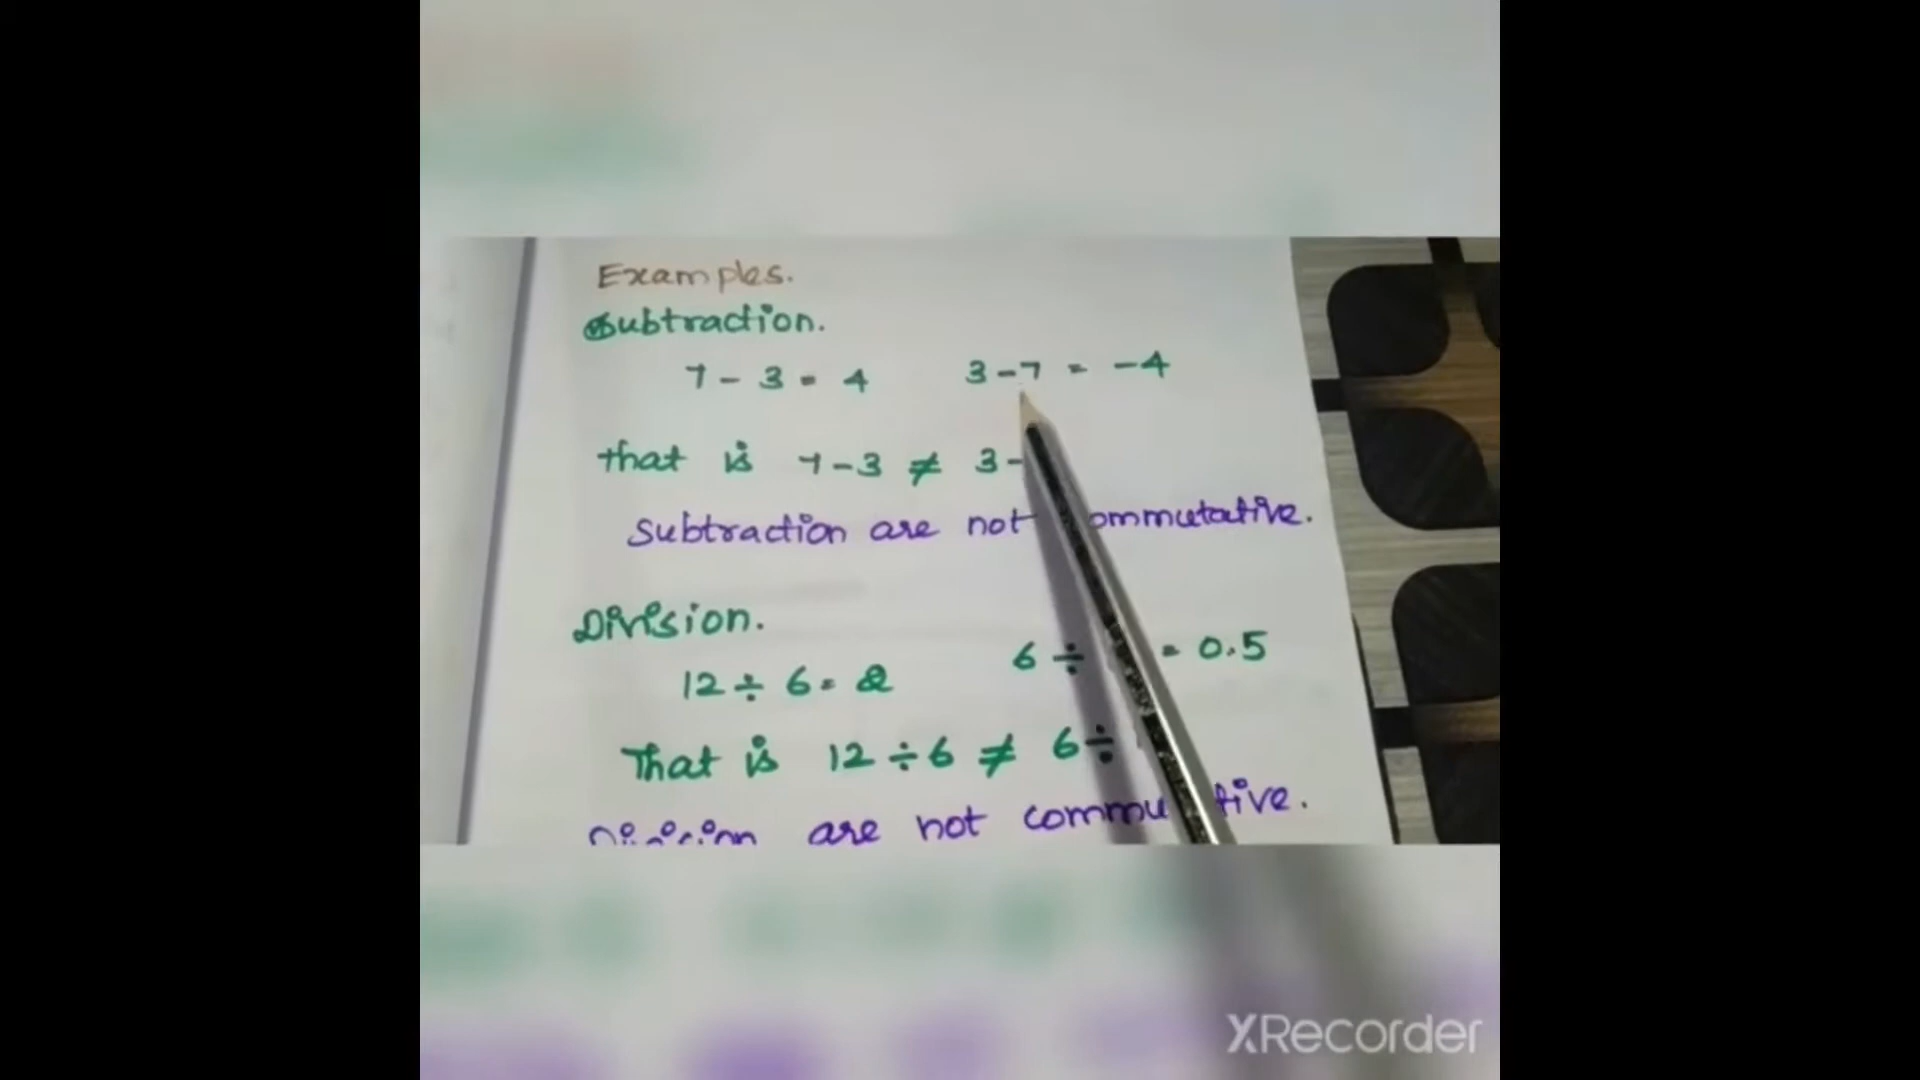 Examples.
Subtraction.
7 - 3 = 4 3 - 7 = -4
that is 7 - 3 ≠ 3 -
Subtraction are not ommutative.
Division.
12 ÷ 6 = 2 6 ÷ = 0.5
That is 12 ÷ 6 ≠ 6 ÷
Division are not commu tive.
XRecorder